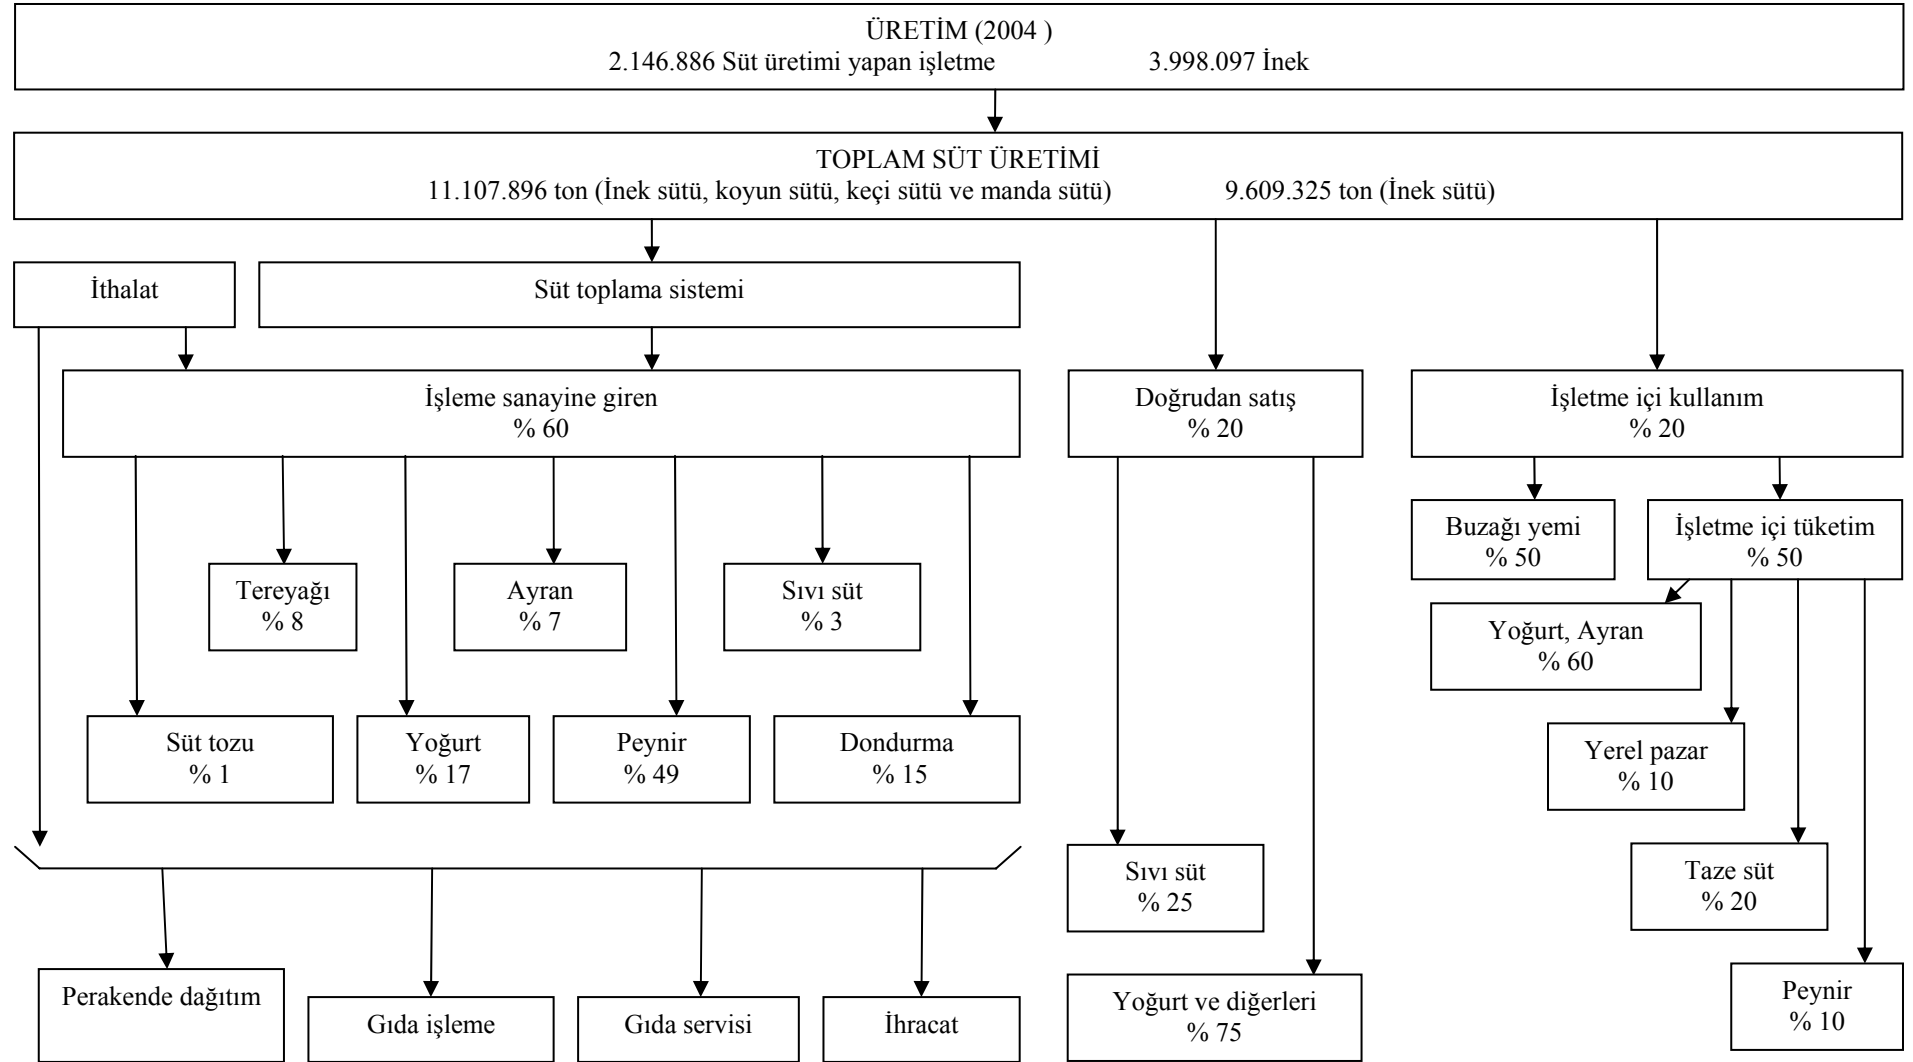 ÜRETİM (2004 )
2.146.886 Süt üretimi yapan işletme 3.998.097 İnek
TOPLAM SÜT ÜRETİMİ
11.107.896 ton (İnek sütü, koyun sütü, keçi sütü ve manda sütü) 9.609.325 ton (İnek sütü)
İthalat
Süt toplama sistemi
İşleme sanayine giren
% 60
Doğrudan satış
% 20
İşletme içi kullanım
% 20
Buzağı yemi
% 50
İşletme içi tüketim
% 50
Tereyağı
% 8
Ayran
% 7
Sıvı süt
% 3
Yoğurt, Ayran
% 60
Süt tozu
% 1
Yoğurt
% 17
Peynir
% 49
Dondurma
% 15
Yerel pazar
% 10
Sıvı süt
% 25
Taze süt
% 20
Perakende dağıtım
Gıda işleme
Gıda servisi
İhracat
Yoğurt ve diğerleri
% 75
Peynir
% 10